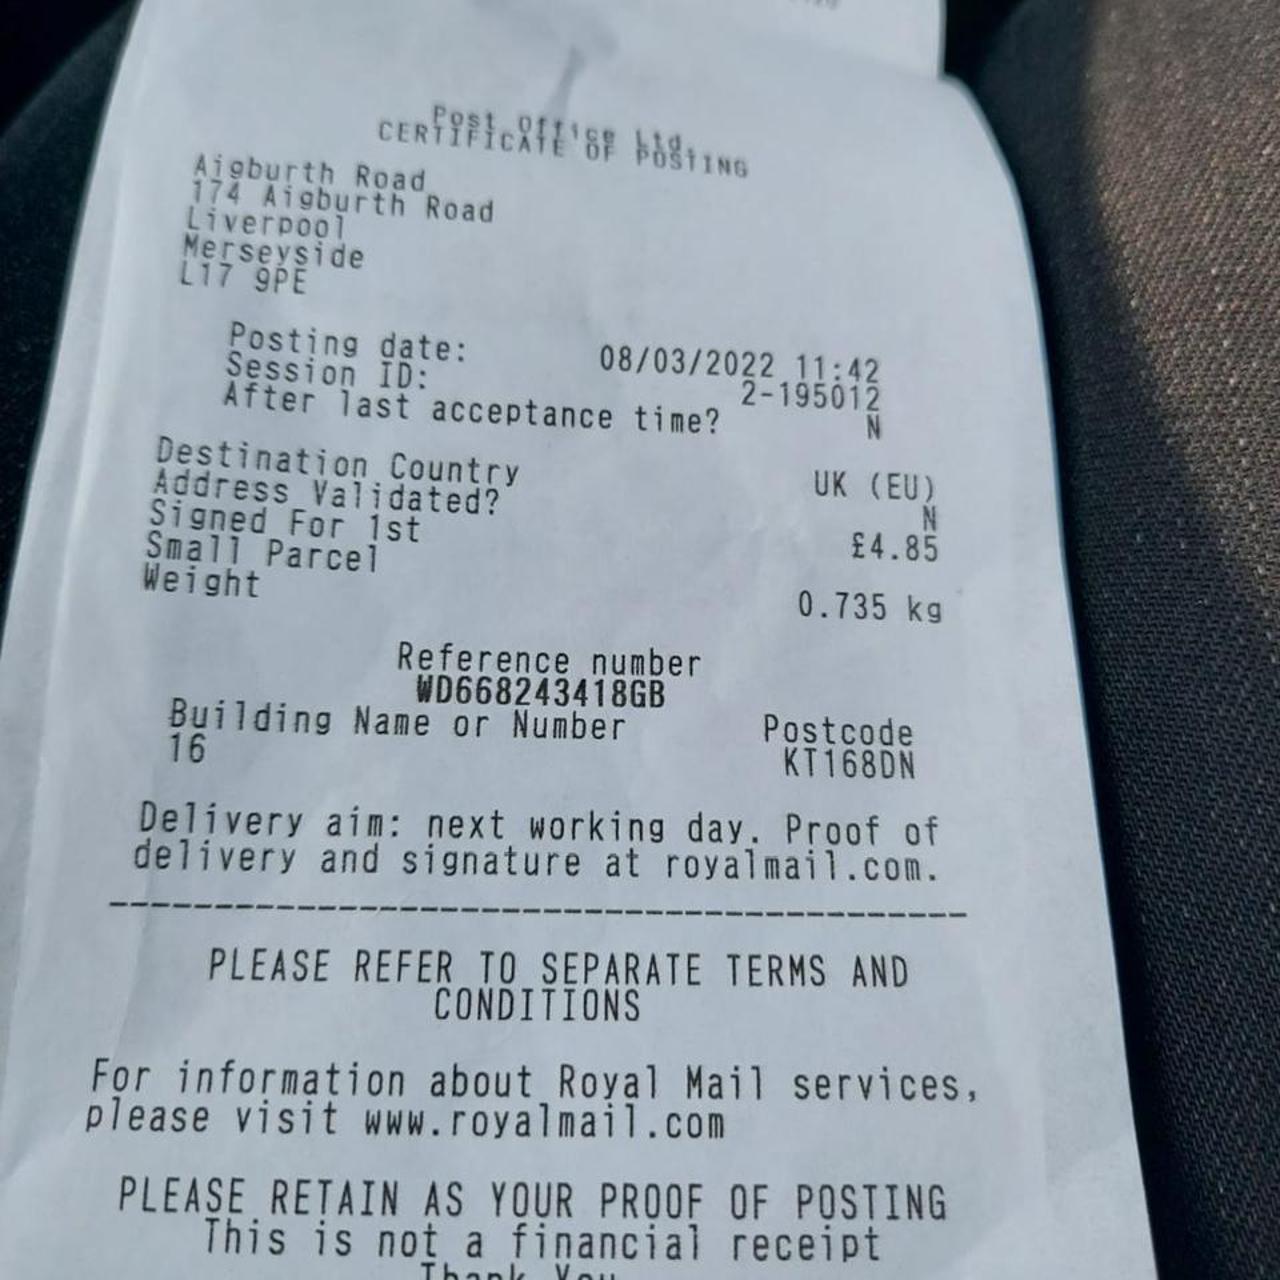 Post Office Ltd.
CERTIFICATE OF POSTING
Aigburth Road
174 Aigburth Road
Liverpool
Merseyside
L17 9PE
Posting date: 08/03/2022 11:42
Session ID: 2-195012
After last acceptance time? N
Destination Country UK (EU)
Address Validated? N
Signed For 1st £4.85
Small Parcel
Weight 0.735 kg
Reference number
WD668243418GB
Building Name or Number Postcode
16 KT168DN
Delivery aim: next working day. Proof of
delivery and signature at royalmail.com.
PLEASE REFER TO SEPARATE TERMS AND
CONDITIONS
For information about Royal Mail services,
please visit www.royalmail.com
PLEASE RETAIN AS YOUR PROOF OF POSTING
This is not a financial receipt
Thank You